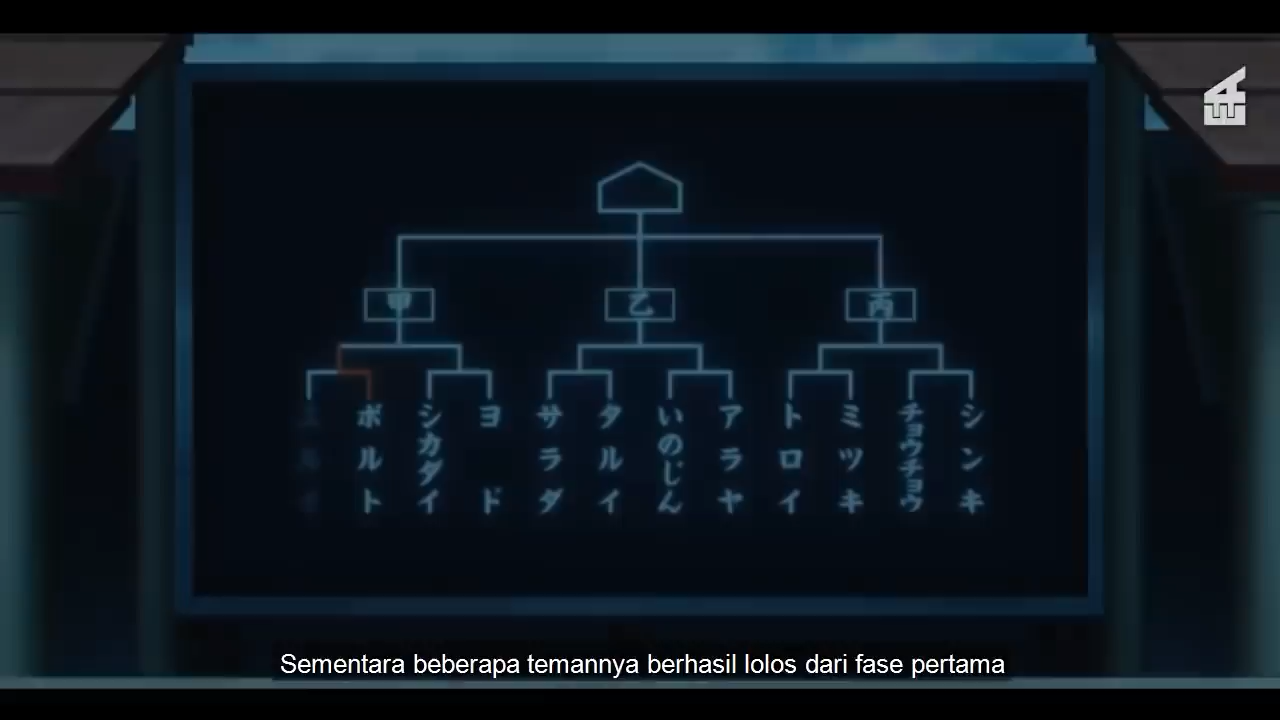 甲
乙
丙
ボルト
シカダイ
ヨド
サラダ
タルイ
いのじん
アラヤ
トロイ
ミツキ
チョウチョウ
シンキ
Sementara beberapa temannya berhasil lolos dari fase pertama